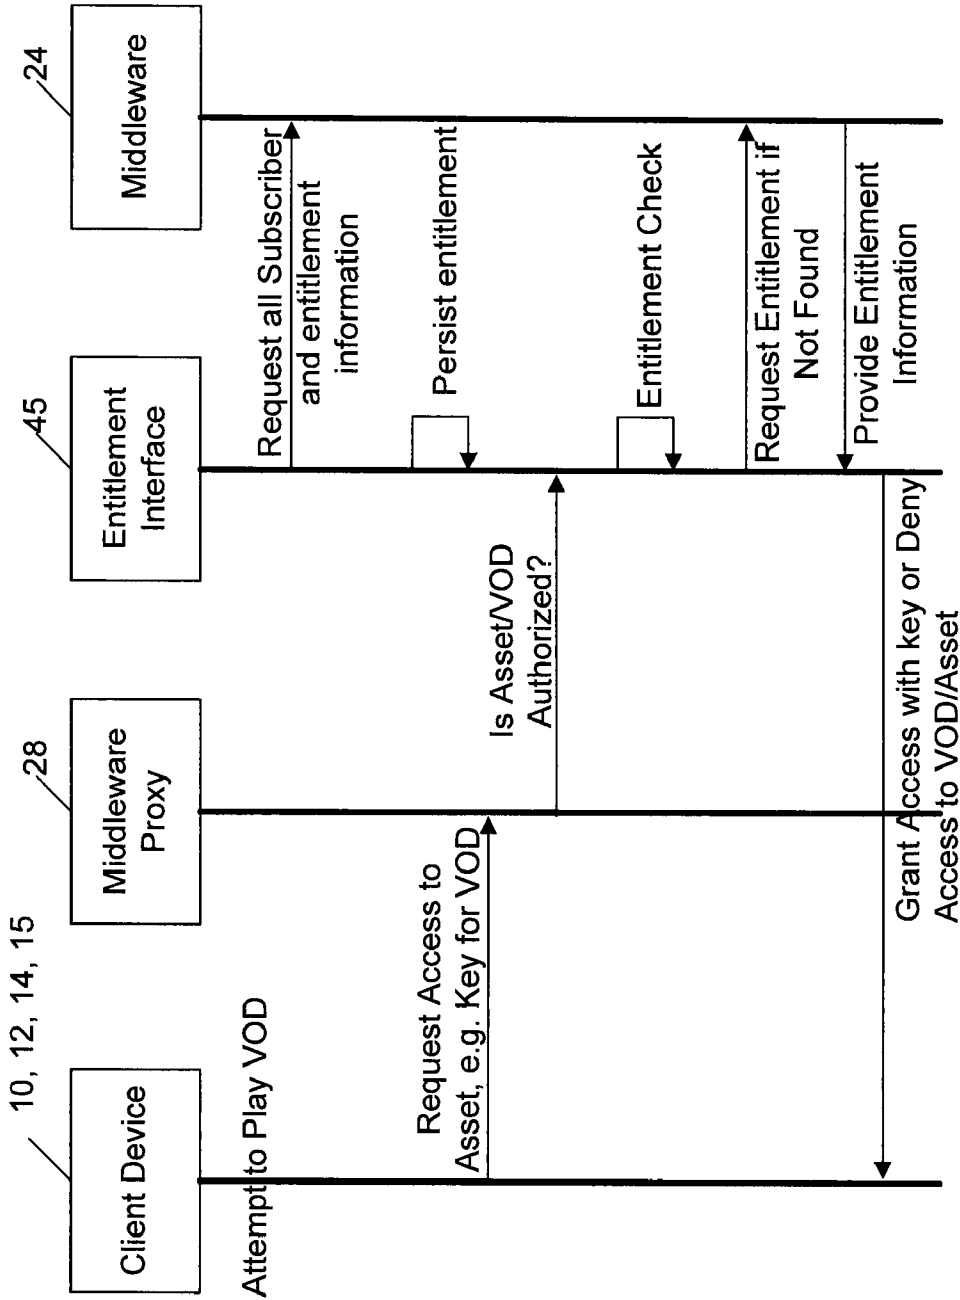 10, 12, 14, 15
28
45
24
Client Device
Middleware
Proxy
Entitlement
Interface
Middleware
Attempt to Play VOD
Request all Subscriber
and entitlement
information
Persist entitlement
Request Access to
Asset, e.g. Key for VOD
Is Asset/VOD
Authorized?
Entitlement Check
Request Entitlement if
Not Found
Provide Entitlement
Information
Grant Access with key or Deny
Access to VOD/Asset